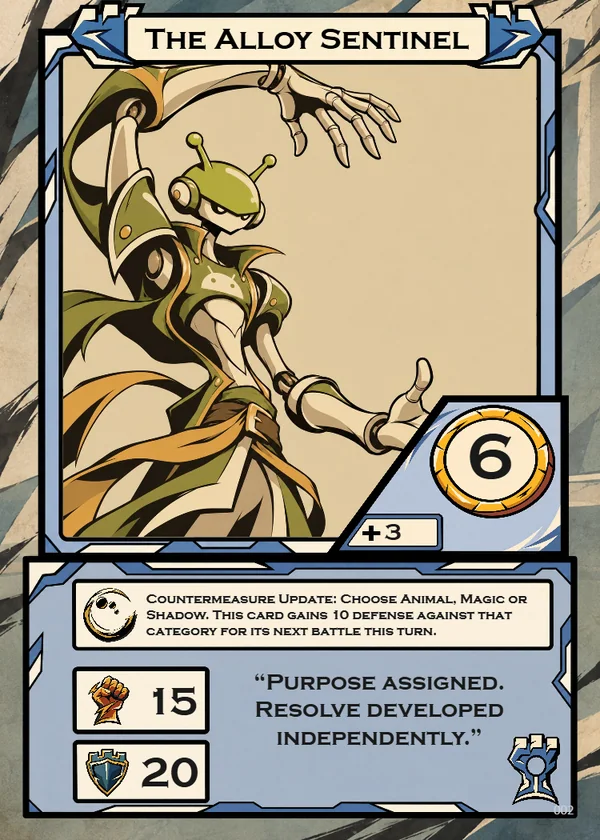 The Alloy Sentinel
6
+3
Countermeasure Update: Choose Animal, Magic or
Shadow. This card gains 10 defense against that
category for its next battle this turn.
15
20
“Purpose assigned.
Resolve developed
independently.”
002